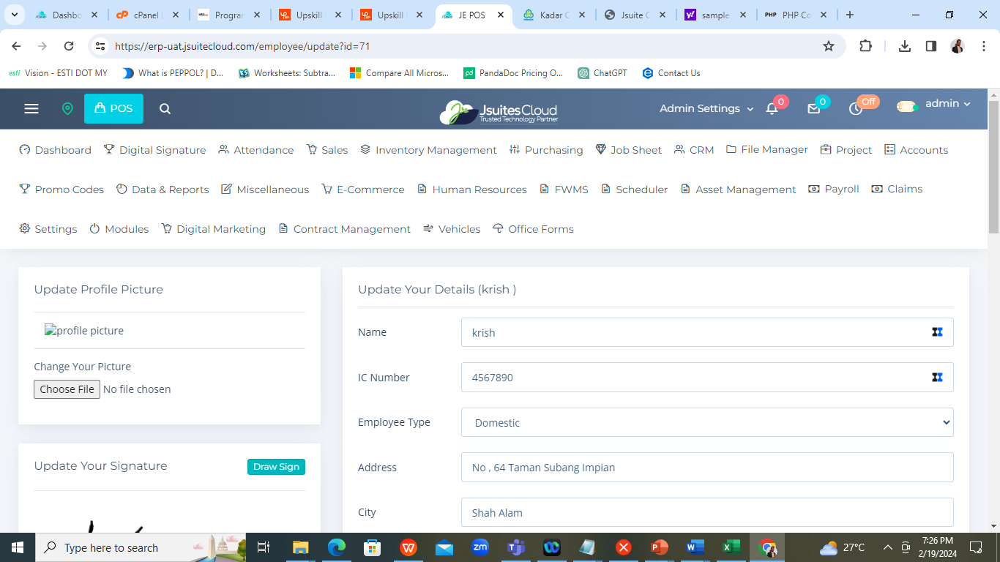 Dashbo
cPanel
Program
Upskill
Upskill
JE POS
Kadar C
Jsuite C
sample
PHP Co
https://erp-uat.jsuitecloud.com/employee/update?id=71
esti Vision - ESTI DOT MY
What is PEPPOL? | D...
Worksheets: Subtra...
Compare All Micros...
PandaDoc Pricing O...
ChatGPT
Contact Us
POS
JsuitesCloud
Trusted Technology Partner
Admin Settings
0
0
Off
admin
Dashboard Digital Signature Attendance Sales Inventory Management Purchasing Job Sheet CRM File Manager Project Accounts
Promo Codes Data & Reports Miscellaneous E-Commerce Human Resources FWMS Scheduler Asset Management Payroll Claims
Settings Modules Digital Marketing Contract Management Vehicles Office Forms
Update Profile Picture
profile picture
Change Your Picture
Choose File No file chosen
Update Your Signature Draw Sign
Update Your Details (krish )
Name krish
IC Number 4567890
Employee Type Domestic
Address No , 64 Taman Subang Impian
City Shah Alam
Type here to search
27°C
7:26 PM
2/19/2024